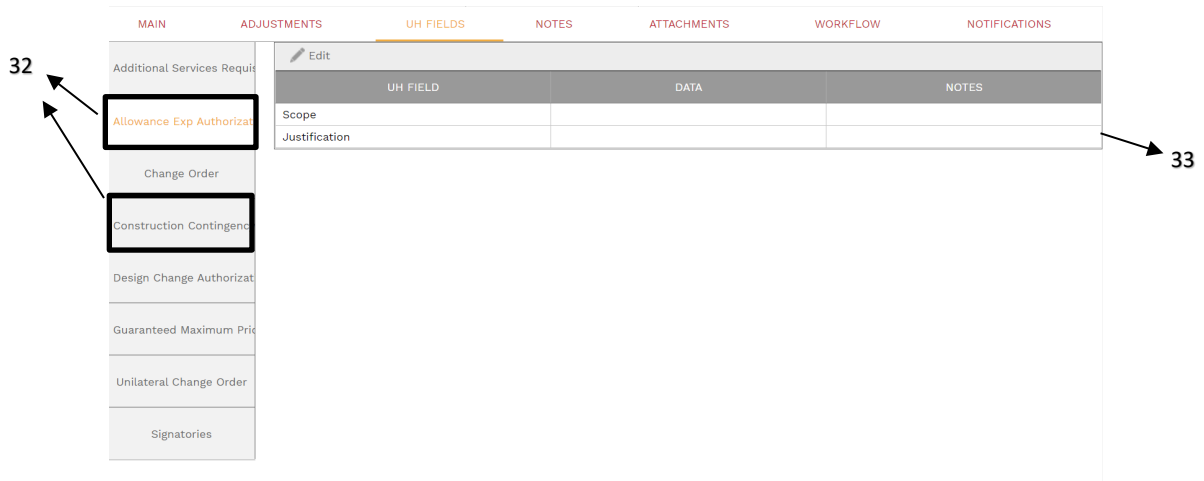 MAIN ADJUSTMENTS UH FIELDS NOTES ATTACHMENTS WORKFLOW NOTIFICATIONS
32
Additional Services Requis
Edit
UH FIELD DATA NOTES
Allowance Exp Authorizat
Scope
Justification
33
Change Order
Construction Contingenc
Design Change Authorizat
Guaranteed Maximum Pric
Unilateral Change Order
Signatories